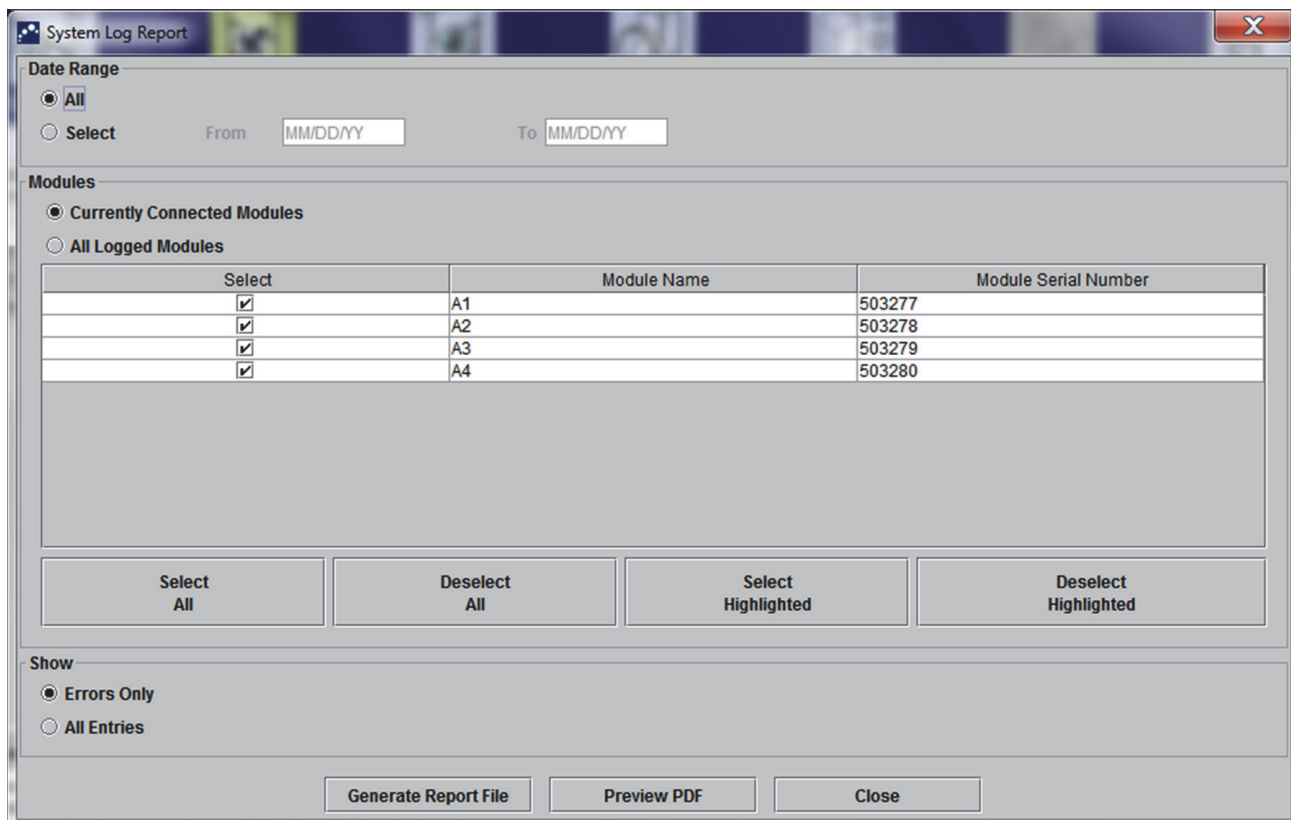 System Log Report
Date Range
All
Select From MM/DD/YY To MM/DD/YY
Modules
Currently Connected Modules
All Logged Modules
Select Module Name Module Serial Number
A1 503277
A2 503278
A3 503279
A4 503280
Select Deselect Select Deselect
All All Highlighted Highlighted
Show
Errors Only
All Entries
Generate Report File Preview PDF Close